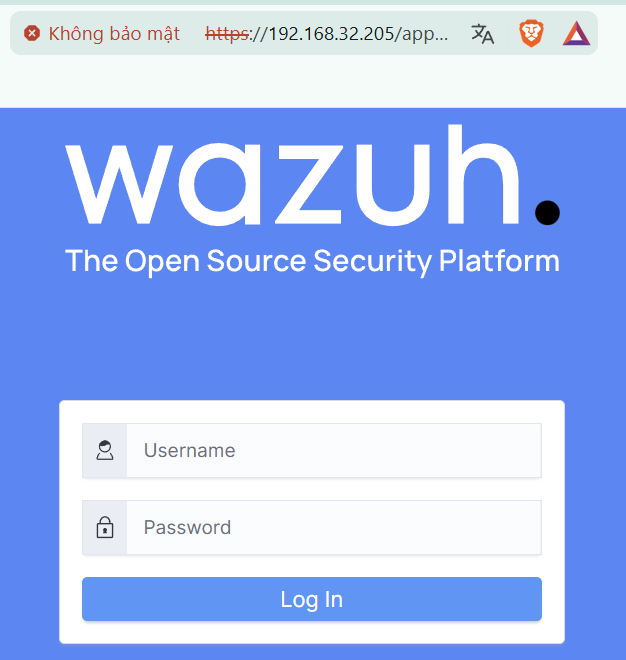 Không bảo mật https://192.168.32.205/app...
wazuh.
The Open Source Security Platform
Username
Password
Log In